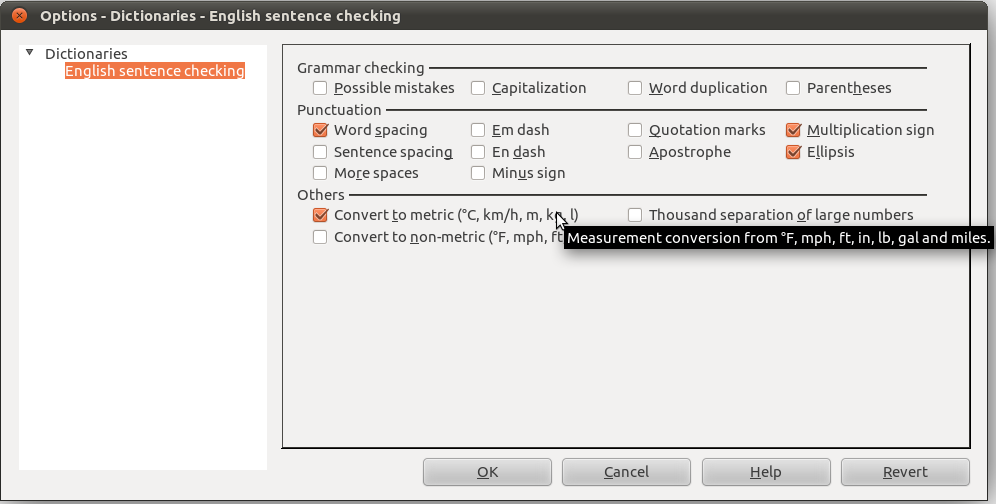 Options - Dictionaries - English sentence checking
Dictionaries
English sentence checking
Grammar checking
Possible mistakes Capitalization Word duplication Parentheses
Punctuation
Word spacing Em dash Quotation marks Multiplication sign
Sentence spacing En dash Apostrophe Ellipsis
More spaces Minus sign
Others
Convert to metric (°C, km/h, m, l) Thousand separation of large numbers
Convert to non-metric (°F, mph, ft
Measurement conversion from °F, mph, ft, in, lb, gal and miles.
OK Cancel Help Revert